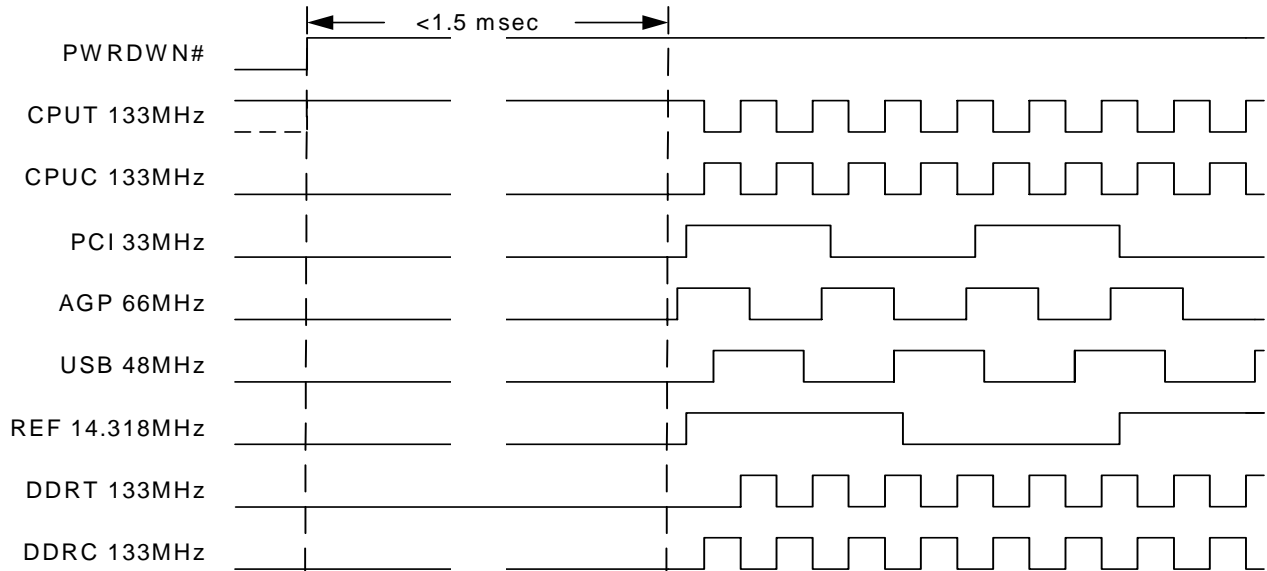 <1.5 msec
PWRDWN#
CPUT 133MHz
CPUC 133MHz
PCI 33MHz
AGP 66MHz
USB 48MHz
REF 14.318MHz
DDRT 133MHz
DDRC 133MHz